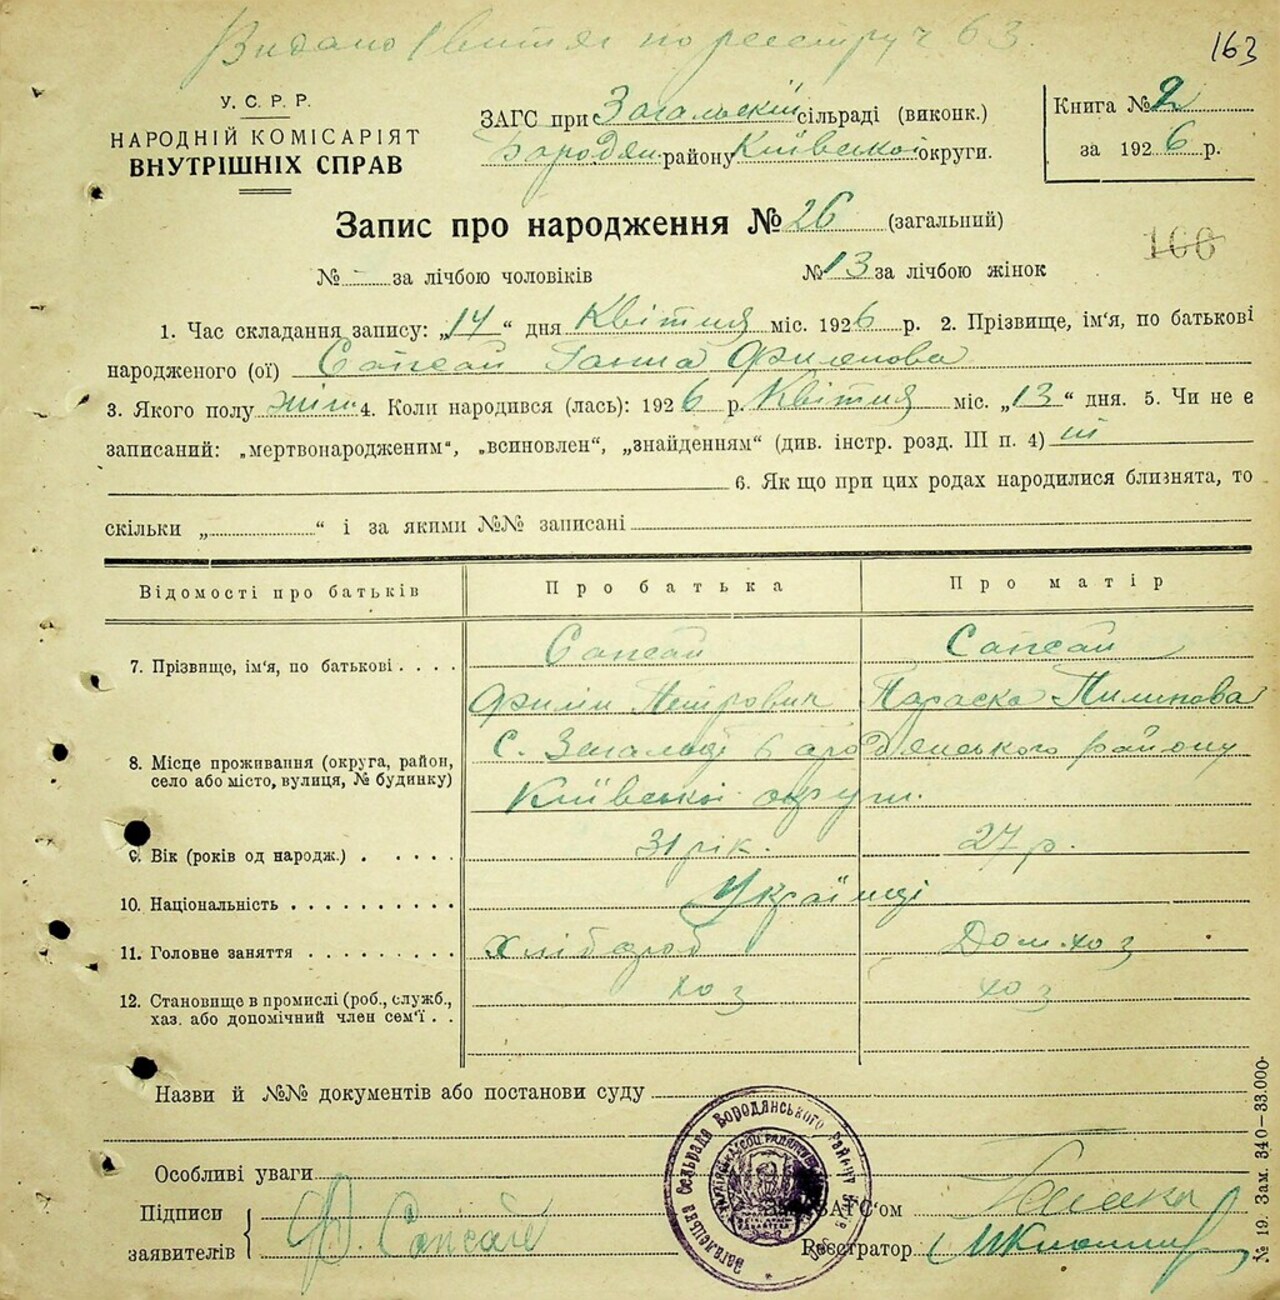 Видано Івитяг по реєстру ч 63.
163
У. С. Р. Р.
НАРОДНІЙ КОМІСАРІЯТ
ВНУТРІШНІХ СПРАВ
ЗАГС при Загальській сільраді (виконк.)
Бородян. району Київської округи.
Книга № 2
за 1926 р.
Запис про народження № 26 (загальний)
166
№ - за лічбою чоловіків № 13 за лічбою жінок
1. Час складання запису: „14“ дня Квітня міс. 1926 р. 2. Прізвище, ім'я, по батькові
народженого (ої) Сапсай Ганна Филипова
3. Якого полу жін. 4. Коли народився (лась): 1926 р. Квітня міс. „13“ дня. 5. Чи не є
записаний: „мертвонародженим“, „всиновлен“, „знайденням“ (див. інстр. розд. III п. 4) ні
6. Як що при цих родах народилися близнята, то
скільки „ “ і за якими №№ записані
Відомості про батьків Про батька Про матір
7. Прізвище, ім'я, по батькові . . . . Сапсай Сапсай
Филип Петрович Параска Пилипова
8. Місце проживання (округа, район, село або місто, вулиця, № будинку) С. Загальці Бородянського району
Київської округи.
9. Вік (років од народж.) . . . . . 31 рік. 27 р.
10. Національність . . . . . . . . . . Українці
11. Головне заняття . . . . . . . . . Хлібороб Дом. хоз
12. Становище в промислі (роб., служб., хаз. або допомічний член сем'ї . . хоз хоз
Назви й №№ документів або постанови суду
Особливі уваги
Підписи
заявителів Ф. Сапсай
ЗАГС'ом
Реєстратор
Загалецька Сельрада Бородянського Району
№ 19. Зам. 340—33.000